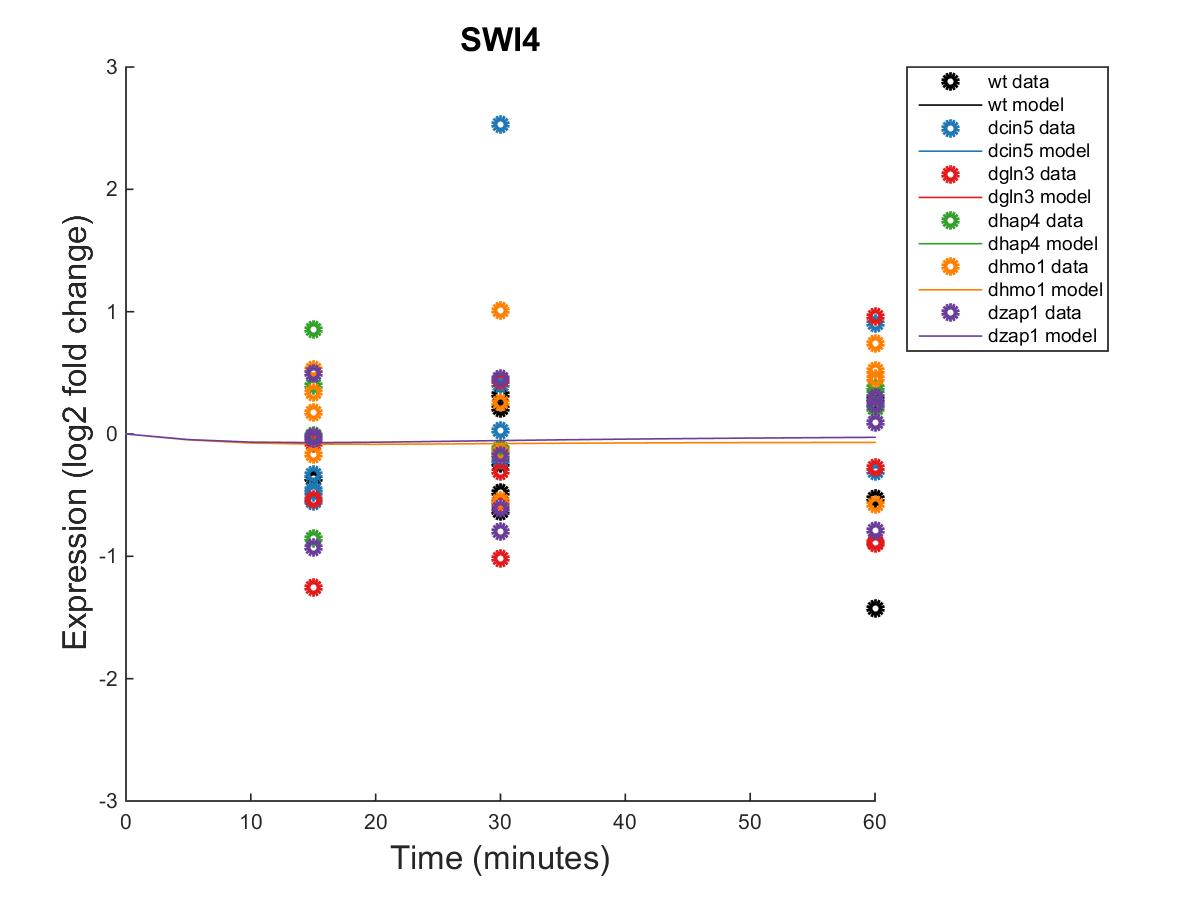 SWI4
3
2
1
0
-1
-2
-3
Expression (log2 fold change)
0 10 20 30 40 50 60
Time (minutes)
wt data
wt model
dcin5 data
dcin5 model
dgln3 data
dgln3 model
dhap4 data
dhap4 model
dhmo1 data
dhmo1 model
dzap1 data
dzap1 model